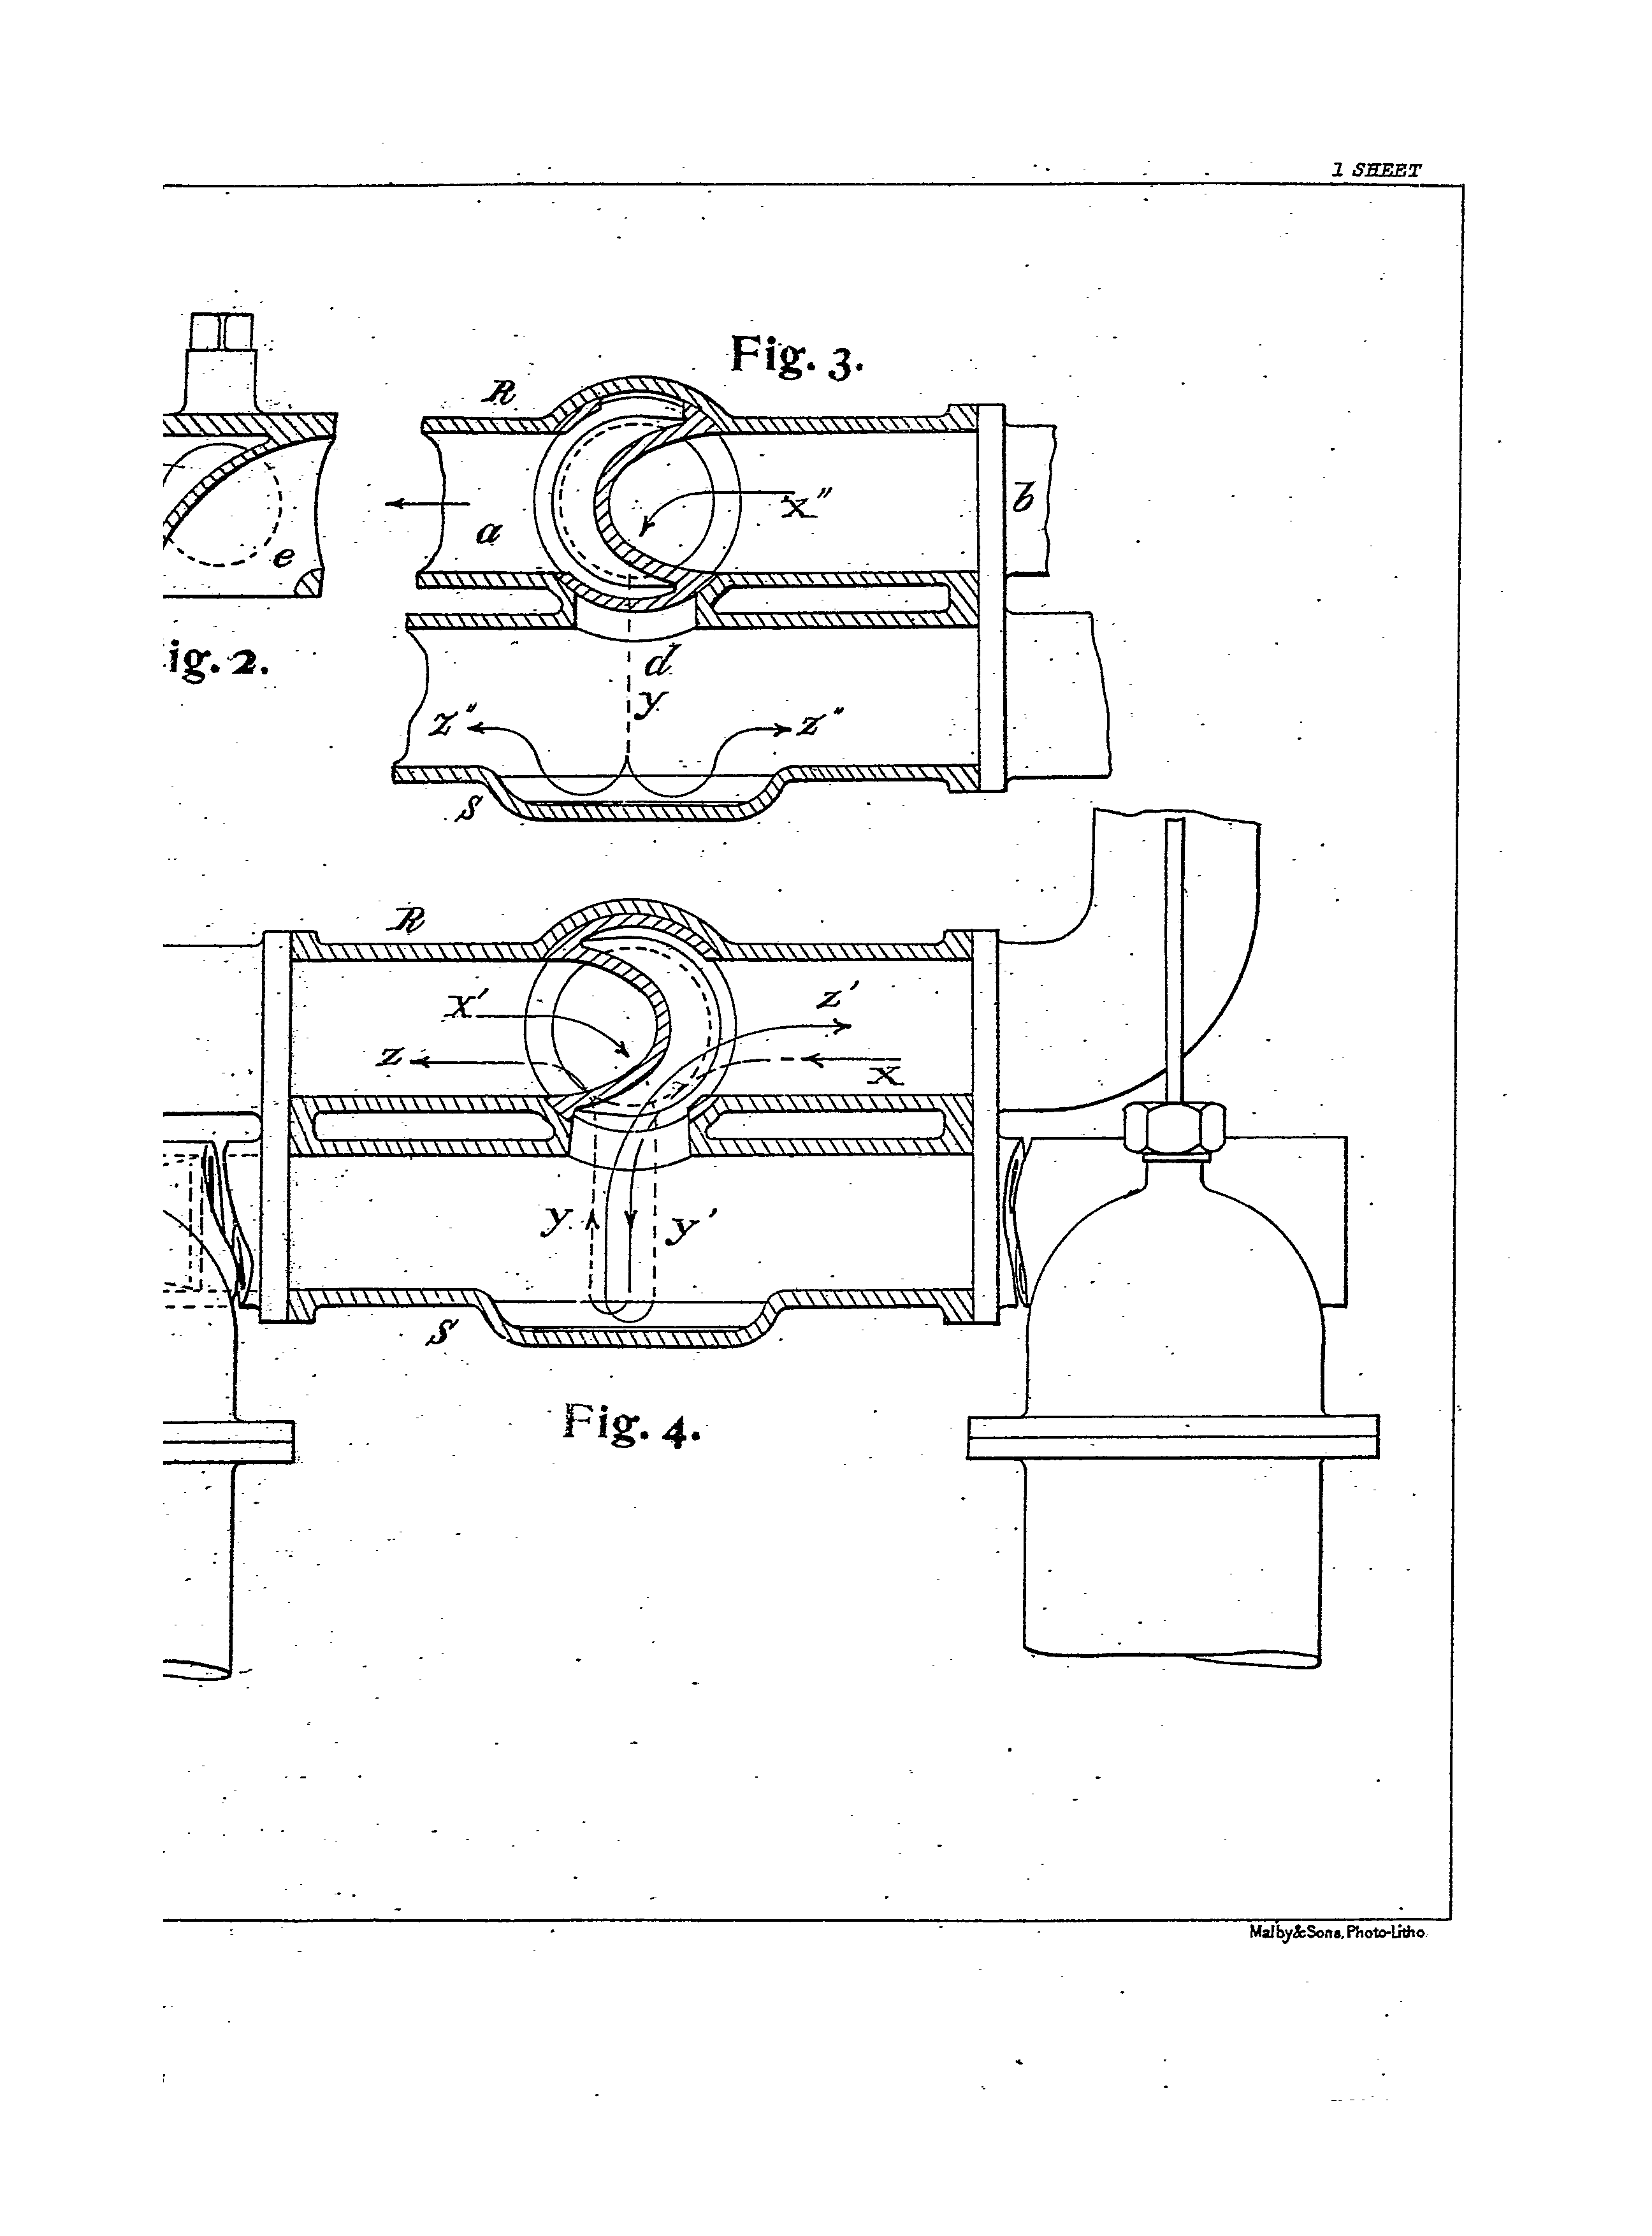 1 SHEET
Fig. 3.
R
x"
b
a
e
ig. 2.
d
y
z" z"
s
R
x'
z'
z
x
y y'
s
Fig. 4.
Malby&Sons, Photo-Litho.